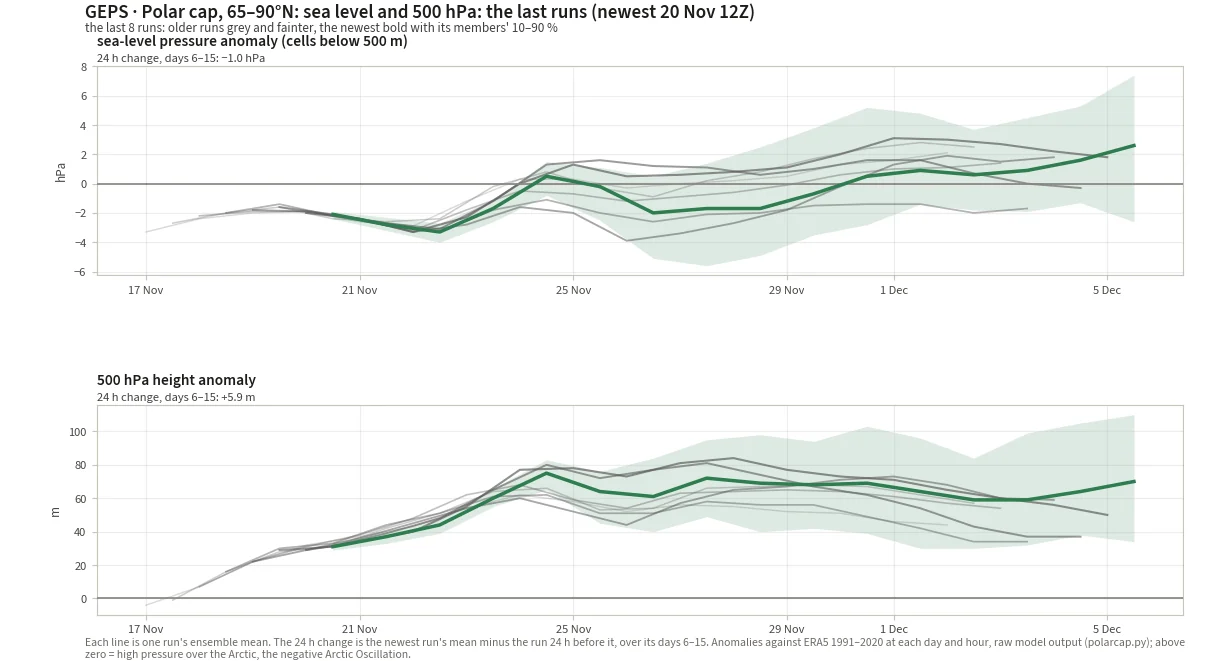 GEPS · Polar cap, 65–90°N: sea level and 500 hPa: the last runs (newest 20 Nov 12Z)
the last 8 runs: older runs grey and fainter, the newest bold with its members' 10–90 %
sea-level pressure anomaly (cells below 500 m)
24 h change, days 6–15: −1.0 hPa
8
6
4
2
0
−2
−4
−6
hPa
17 Nov
21 Nov
25 Nov
29 Nov
1 Dec
5 Dec
500 hPa height anomaly
24 h change, days 6–15: +5.9 m
100
80
60
40
20
0
m
17 Nov
21 Nov
25 Nov
29 Nov
1 Dec
5 Dec
Each line is one run's ensemble mean. The 24 h change is the newest run's mean minus the run 24 h before it, over its days 6–15. Anomalies against ERA5 1991–2020 at each day and hour, raw model output (polarcap.py); above
zero = high pressure over the Arctic, the negative Arctic Oscillation.